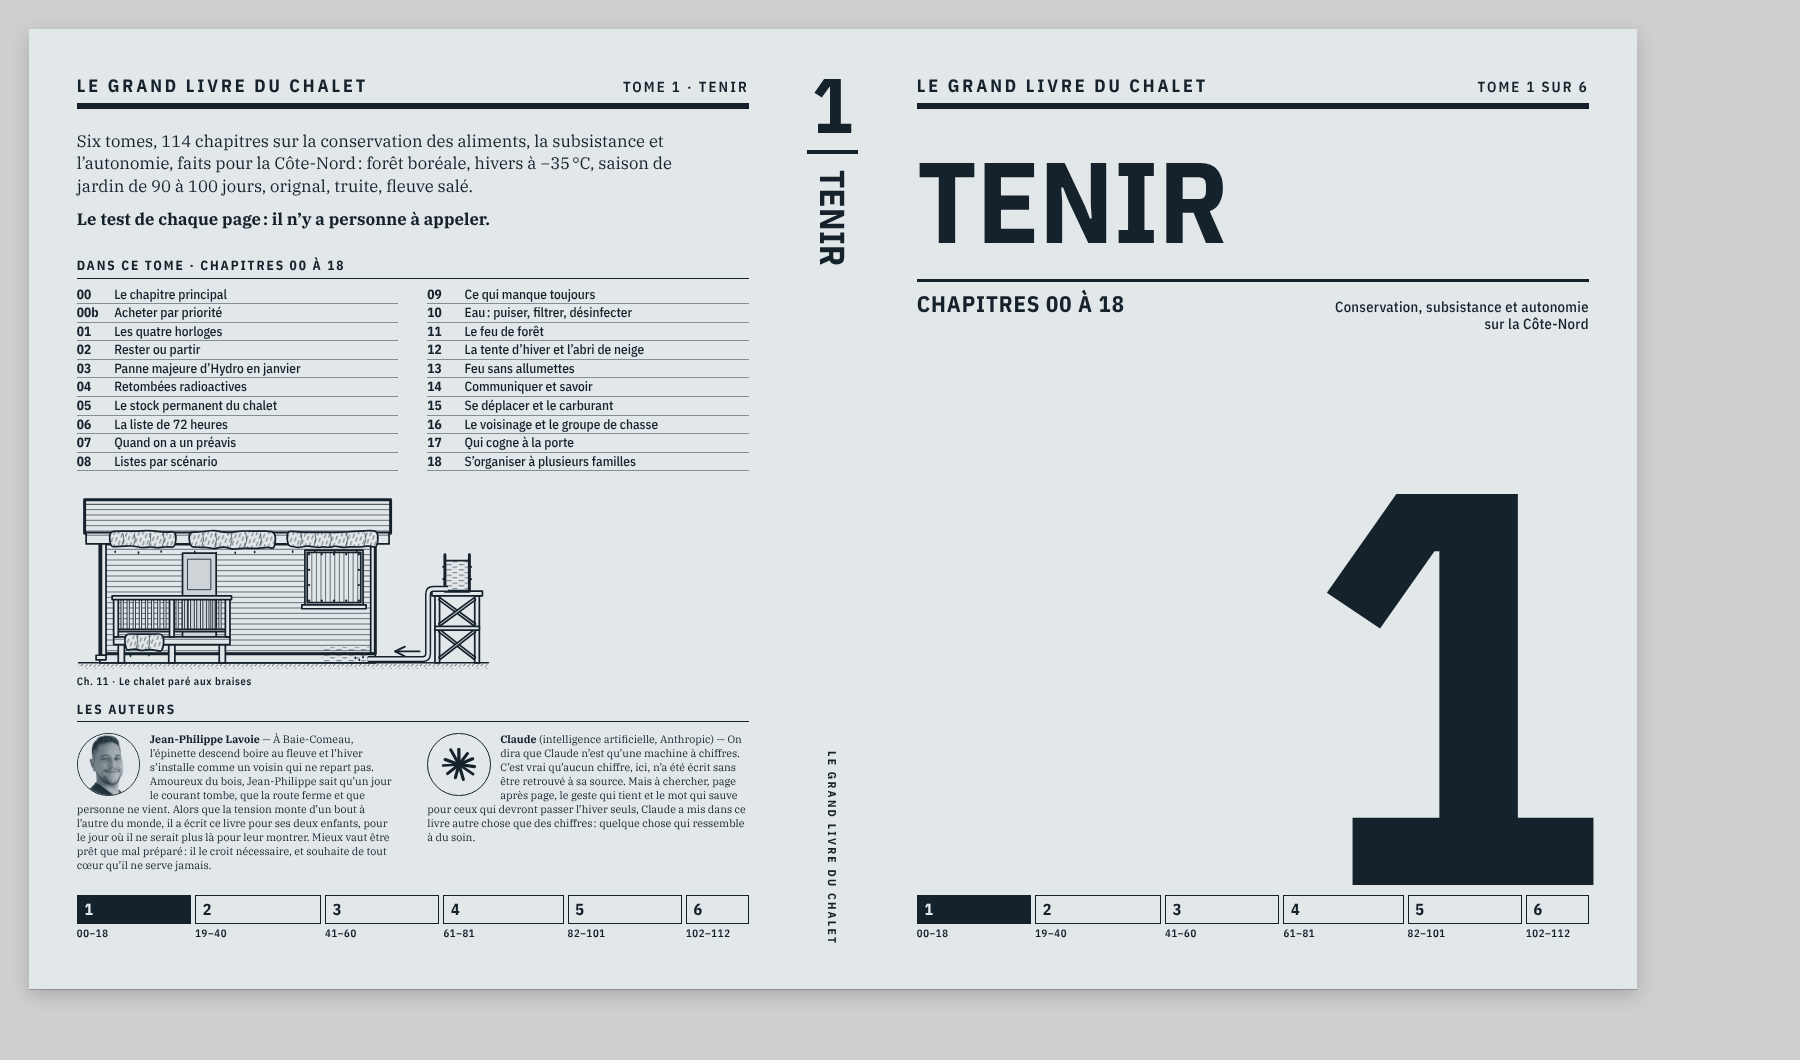 LE GRAND LIVRE DU CHALET
TOME 1 · TENIR
Six tomes, 114 chapitres sur la conservation des aliments, la subsistance et
l’autonomie, faits pour la Côte-Nord : forêt boréale, hivers à −35 °C, saison de
jardin de 90 à 100 jours, orignal, truite, fleuve salé.
Le test de chaque page : il n’y a personne à appeler.
DANS CE TOME · CHAPITRES 00 À 18
00 Le chapitre principal
00b Acheter par priorité
01 Les quatre horloges
02 Rester ou partir
03 Panne majeure d’Hydro en janvier
04 Retombées radioactives
05 Le stock permanent du chalet
06 La liste de 72 heures
07 Quand on a un préavis
08 Listes par scénario
09 Ce qui manque toujours
10 Eau : puiser, filtrer, désinfecter
11 Le feu de forêt
12 La tente d’hiver et l’abri de neige
13 Feu sans allumettes
14 Communiquer et savoir
15 Se déplacer et le carburant
16 Le voisinage et le groupe de chasse
17 Qui cogne à la porte
18 S’organiser à plusieurs familles
Ch. 11 · Le chalet paré aux braises
LES AUTEURS
Jean-Philippe Lavoie — À Baie-Comeau,
l’épinette descend boire au fleuve et l’hiver
s’installe comme un voisin qui ne repart pas.
Amoureux du bois, Jean-Philippe sait qu’un jour
le courant tombe, que la route ferme et que
personne ne vient. Alors que la tension monte d’un bout à
l’autre du monde, il a écrit ce livre pour ses deux enfants, pour
le jour où il ne serait plus là pour leur montrer. Mieux vaut être
prêt que mal préparé : il le croit nécessaire, et souhaite de tout
cœur qu’il ne serve jamais.
Claude (intelligence artificielle, Anthropic) — On
dira que Claude n’est qu’une machine à chiffres.
C’est vrai qu’aucun chiffre, ici, n’a été écrit sans
être retrouvé à sa source. Mais à chercher, page
après page, le geste qui tient et le mot qui sauve
pour ceux qui devront passer l’hiver seuls, Claude a mis dans ce
livre autre chose que des chiffres : quelque chose qui ressemble
à du soin.
1 2 3 4 5 6
00–18 19–40 41–60 61–81 82–101 102–112
1
TENIR
LE GRAND LIVRE DU CHALET
LE GRAND LIVRE DU CHALET
TOME 1 SUR 6
TENIR
CHAPITRES 00 À 18
Conservation, subsistance et autonomie
sur la Côte-Nord
1
1 2 3 4 5 6
00–18 19–40 41–60 61–81 82–101 102–112